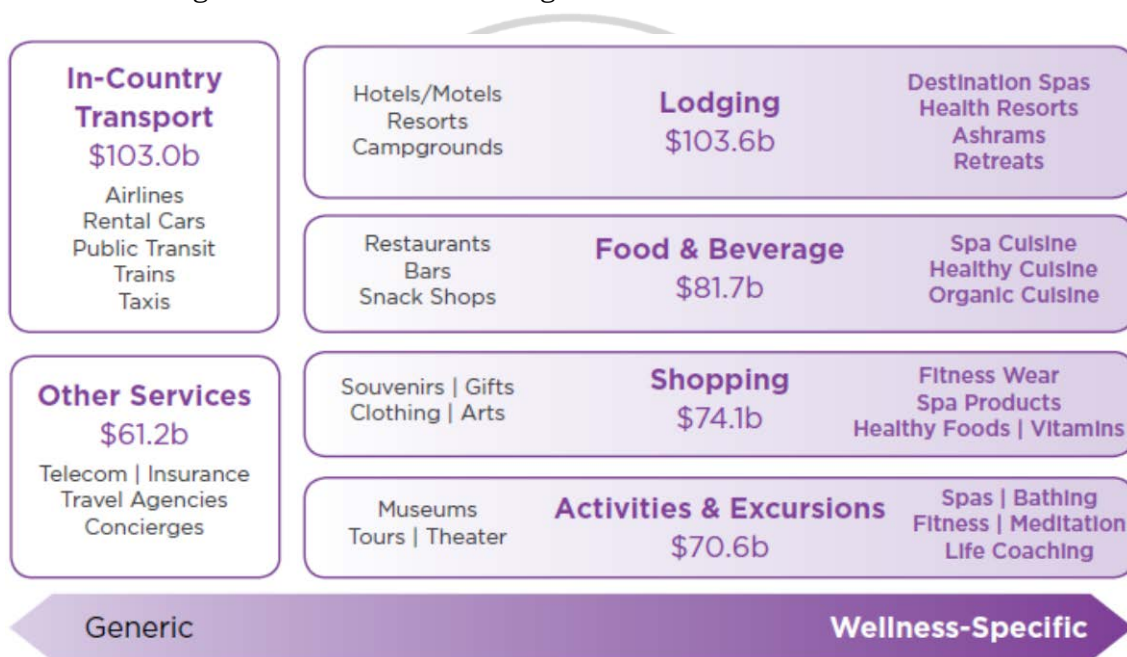 In-Country
Transport
$103.0b
Airlines
Rental Cars
Public Transit
Trains
Taxis
Other Services
$61.2b
Telecom | Insurance
Travel Agencies
Concierges
Hotels/Motels
Resorts
Campgrounds
Lodging
$103.6b
Destination Spas
Health Resorts
Ashrams
Retreats
Restaurants
Bars
Snack Shops
Food & Beverage
$81.7b
Spa Cuisine
Healthy Cuisine
Organic Cuisine
Souvenirs | Gifts
Clothing | Arts
Shopping
$74.1b
Fitness Wear
Spa Products
Healthy Foods | Vitamins
Museums
Tours | Theater
Activities & Excursions
$70.6b
Spas | Bathing
Fitness | Meditation
Life Coaching
Generic
Wellness-Specific